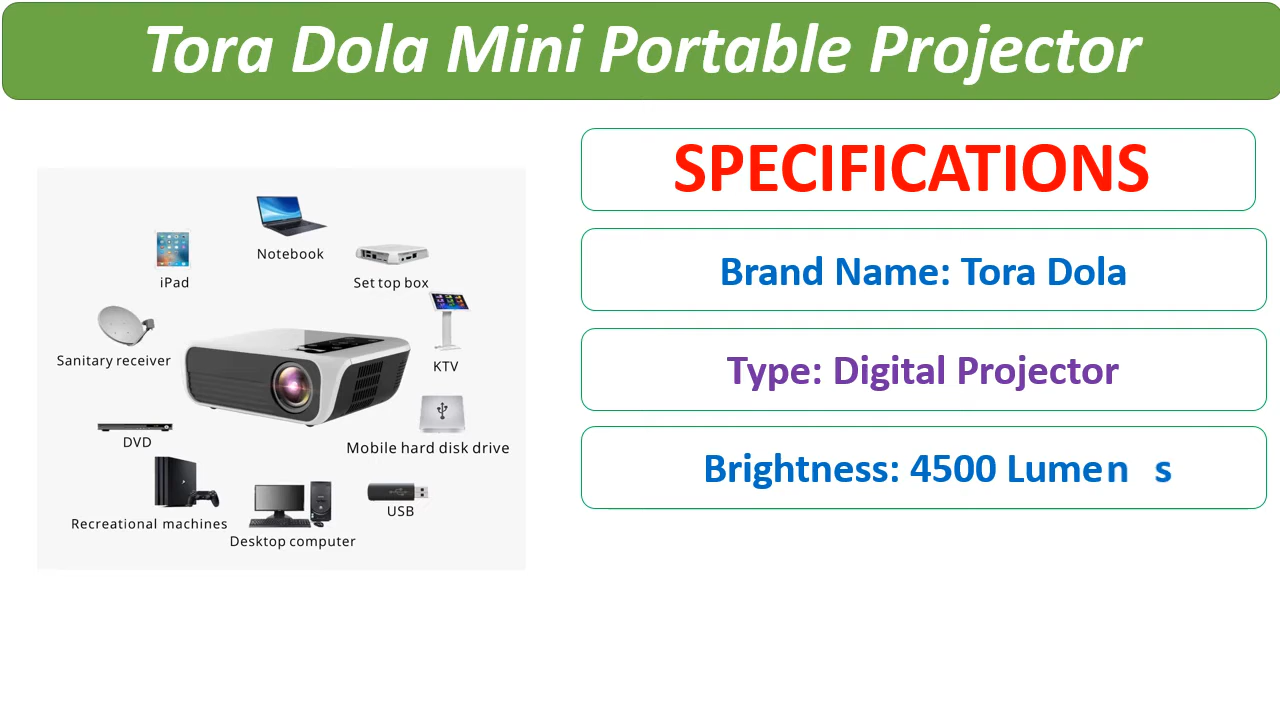 Tora Dola Mini Portable Projector
SPECIFICATIONS
Brand Name: Tora Dola
Type: Digital Projector
Brightness: 4500 Lumens
Notebook
iPad
Set top box
Sanitary receiver
KTV
DVD
Mobile hard disk drive
Recreational machines
USB
Desktop computer